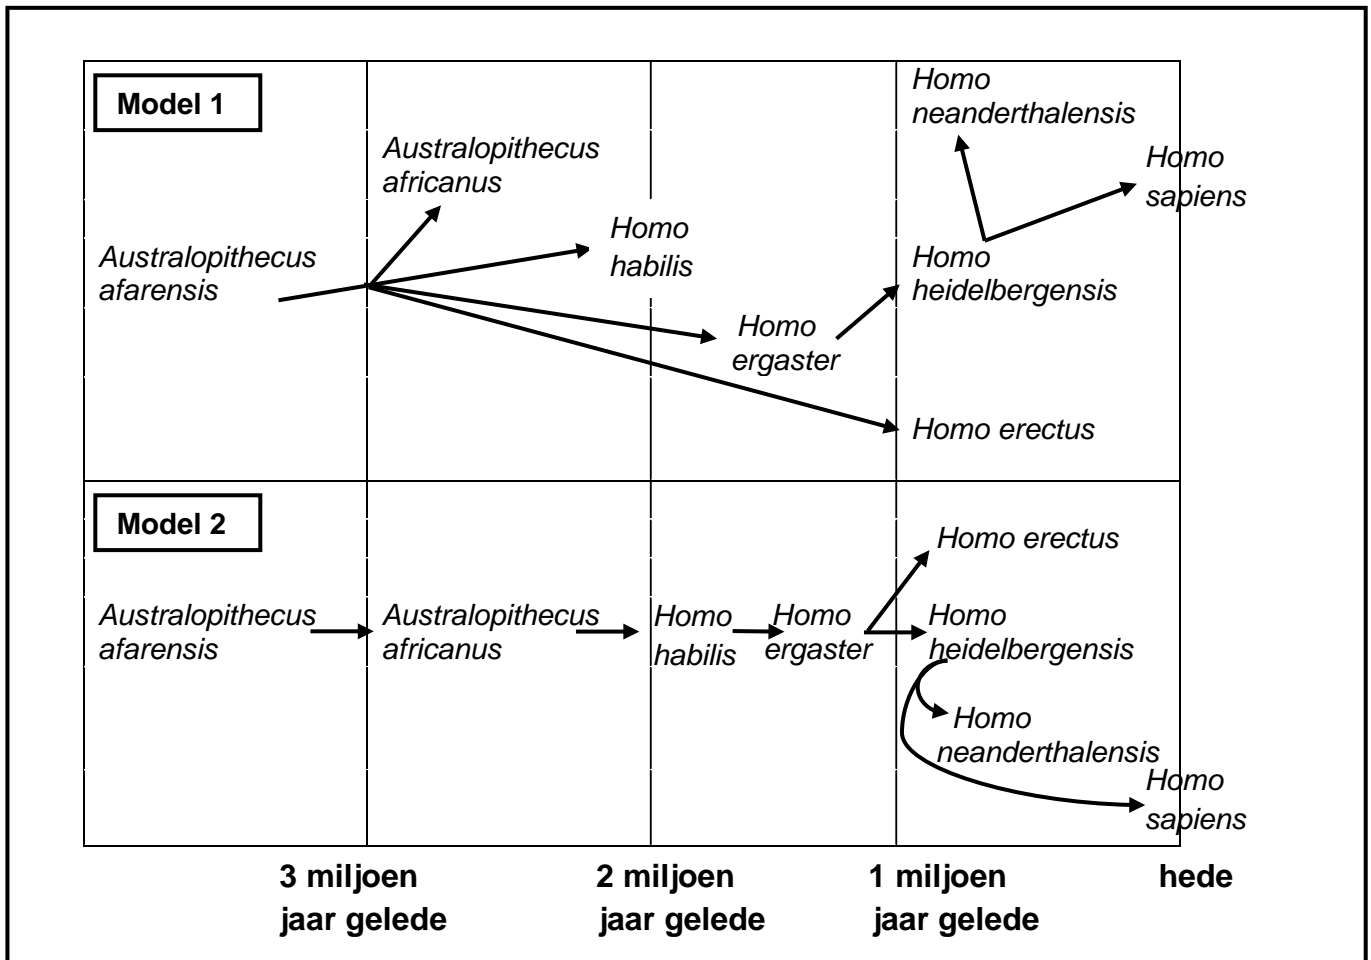 Model 1
Homo
neanderthalensis
Australopithecus
africanus
Homo
sapiens
Australopithecus
afarensis
Homo
habilis
Homo
heidelbergensis
Homo
ergaster
Homo erectus
Model 2
Homo erectus
Australopithecus
afarensis
Australopithecus
africanus
Homo
habilis
Homo
ergaster
Homo
heidelbergensis
Homo
neanderthalensis
Homo
sapiens
3 miljoen
jaar gelede
2 miljoen
jaar gelede
1 miljoen
jaar gelede
hede